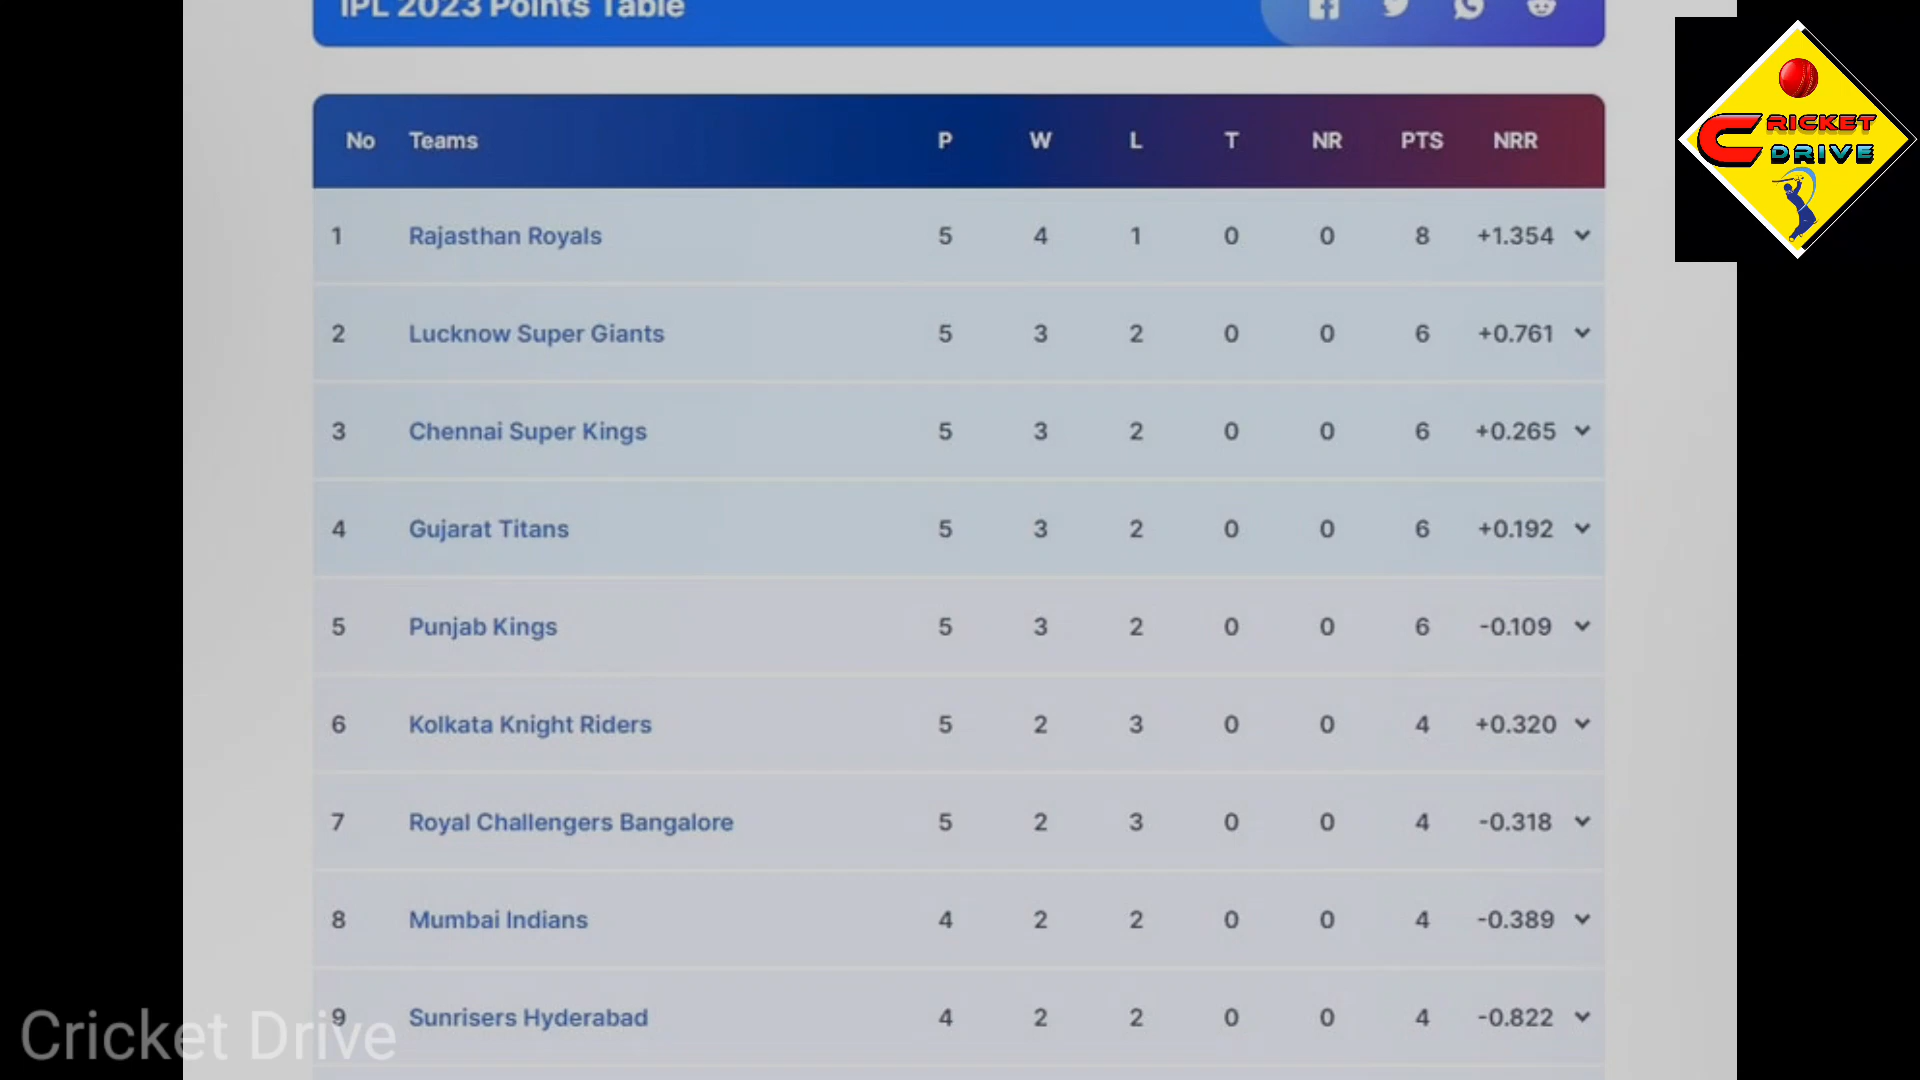 IPL 2023 Points Table
No Teams P W L T NR PTS NRR
1 Rajasthan Royals 5 4 1 0 0 8 +1.354
2 Lucknow Super Giants 5 3 2 0 0 6 +0.761
3 Chennai Super Kings 5 3 2 0 0 6 +0.265
4 Gujarat Titans 5 3 2 0 0 6 +0.192
5 Punjab Kings 5 3 2 0 0 6 -0.109
6 Kolkata Knight Riders 5 2 3 0 0 4 +0.320
7 Royal Challengers Bangalore 5 2 3 0 0 4 -0.318
8 Mumbai Indians 4 2 2 0 0 4 -0.389
9 Sunrisers Hyderabad 4 2 2 0 0 4 -0.822
CRICKET
DRIVE
Cricket Drive